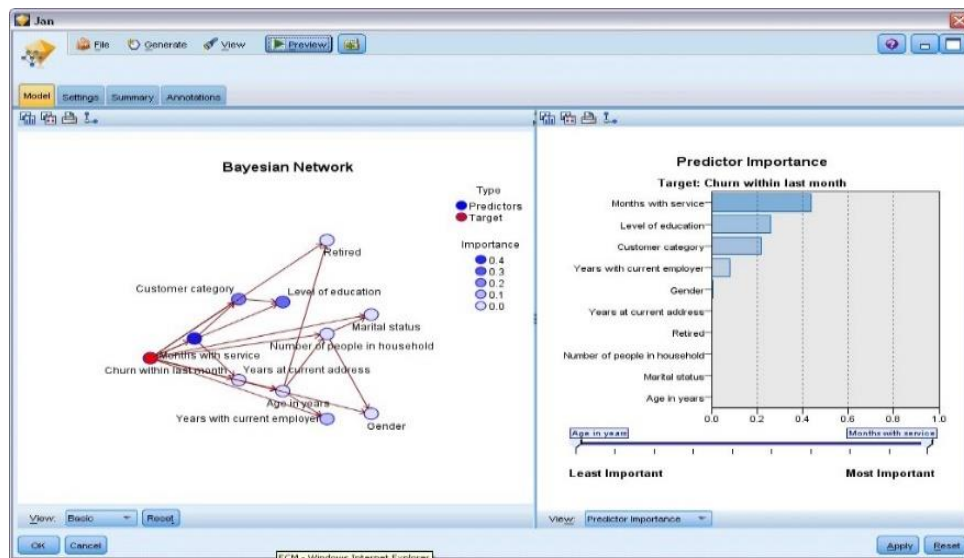 Jan
File Generate View Preview
Model Settings Summary Annotations
Bayesian Network
Type
Predictors
Target
Importance
0.4
0.3
0.2
0.1
0.0
Retired
Customer category
Level of education
Marital status
Number of people in household
Months with service
Churn within last month
Years at current address
Age in years
Years with current employer
Gender
View: Basic Reset
Predictor Importance
Target: Churn within last month
Months with service
Level of education
Customer category
Years with current employer
Gender
Years at current address
Retired
Number of people in household
Marital status
Age in years
0.0 0.2 0.4 0.6 0.8 1.0
Age in years Months with service
Least Important Most Important
View: Predictor Importance
OK Cancel Apply Reset
ECM - Windows Internet Explorer